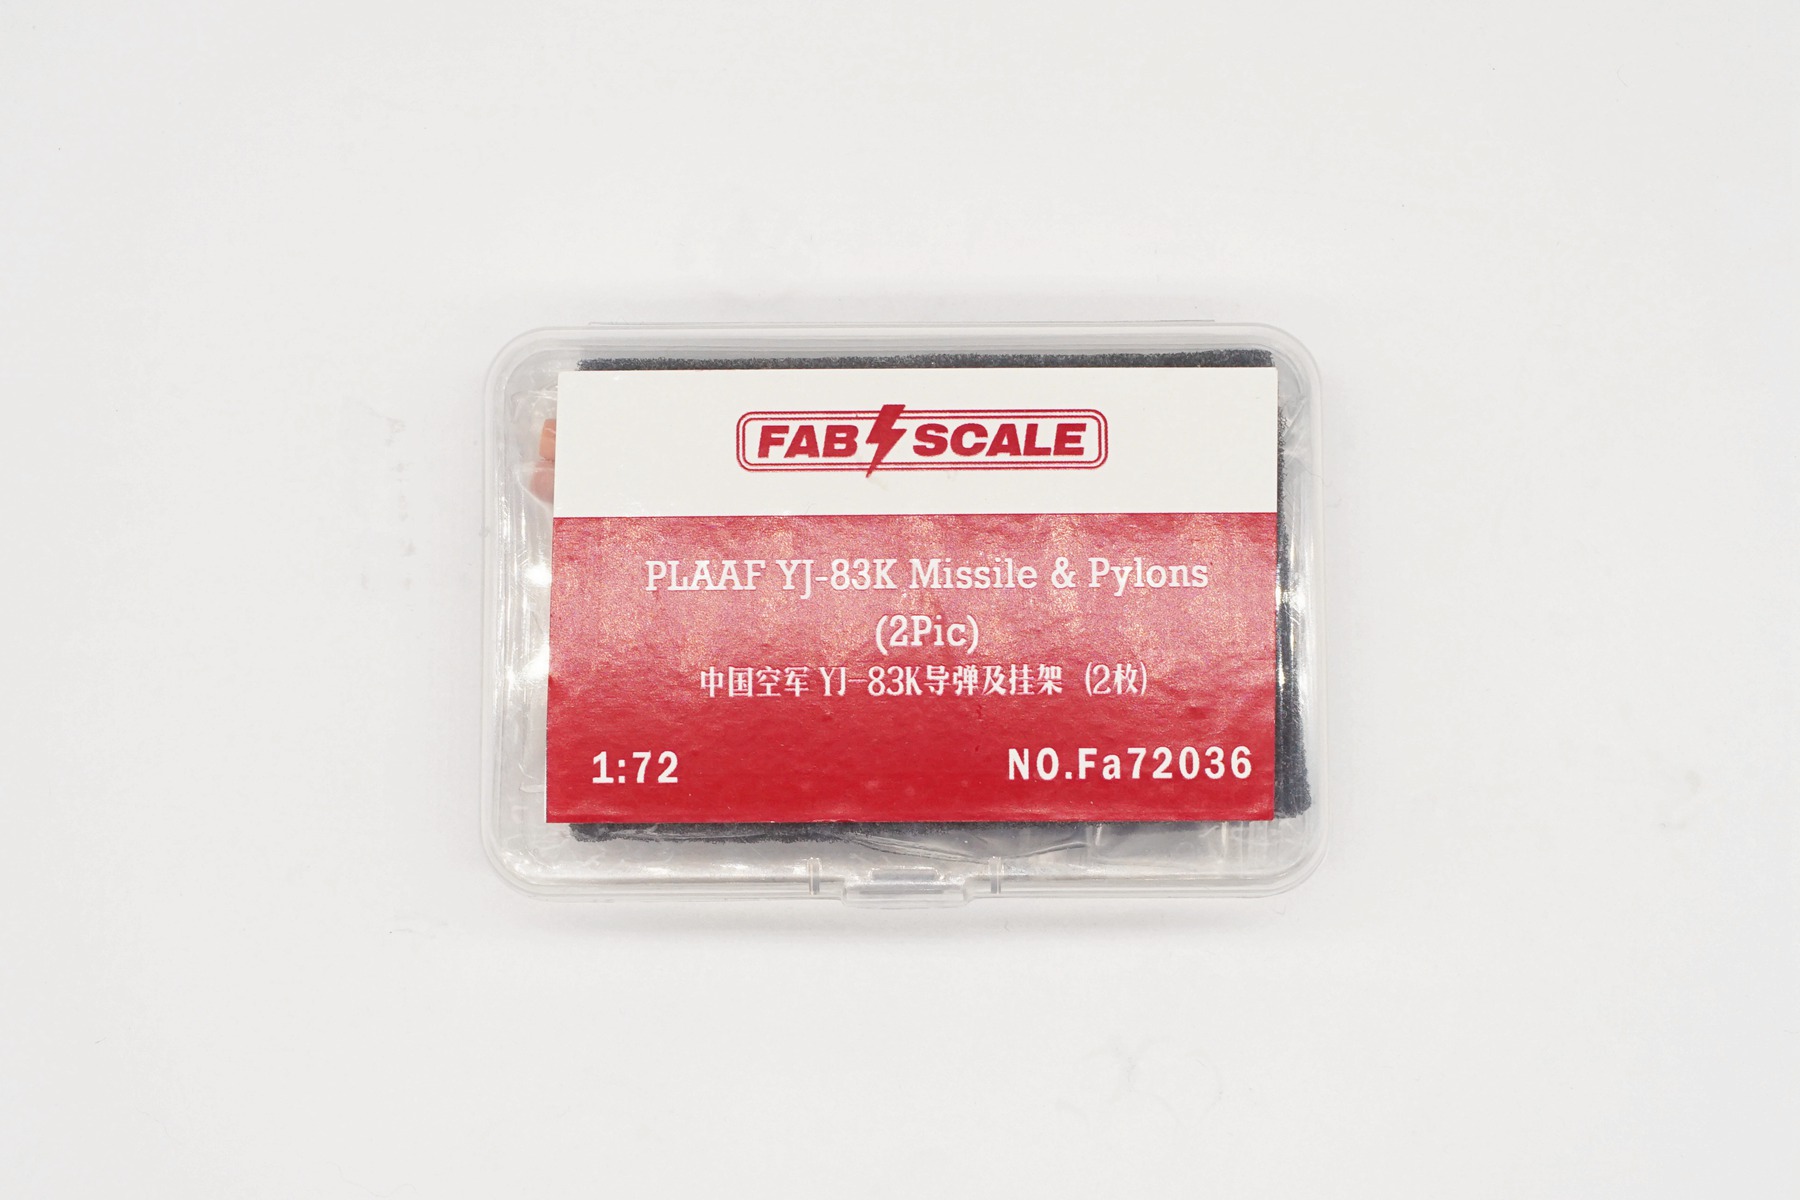 FAB SCALE
PLAAF YJ-83K Missile & Pylons
(2Pic)
中国空军 YJ-83K导弹及挂架 (2枚)
1:72
NO.Fa72036